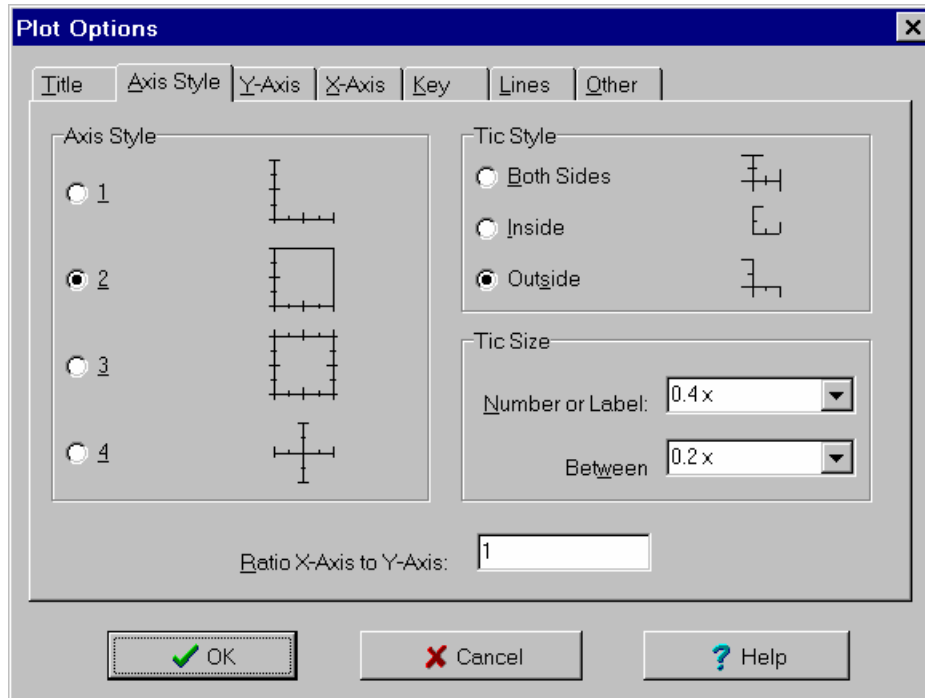 Plot Options
Title Axis Style Y-Axis X-Axis Key Lines Other
Axis Style
1
2
3
4
Tic Style
Both Sides
Inside
Outside
Tic Size
Number or Label: 0.4 x
Between 0.2 x
Ratio X-Axis to Y-Axis: 1
OK Cancel ? Help